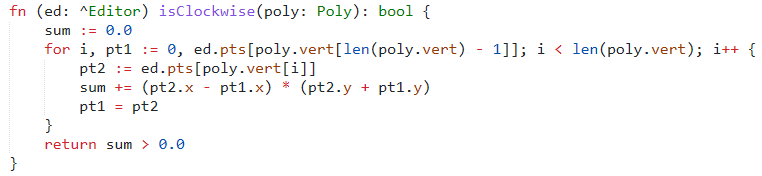 fn (ed: ^Editor) isClockwise(poly: Poly): bool {
    sum := 0.0
    for i, pt1 := 0, ed.pts[poly.vert[len(poly.vert) - 1]]; i < len(poly.vert); i++ {
        pt2 := ed.pts[poly.vert[i]]
        sum += (pt2.x - pt1.x) * (pt2.y + pt1.y)
        pt1 = pt2
    }
    return sum > 0.0
}